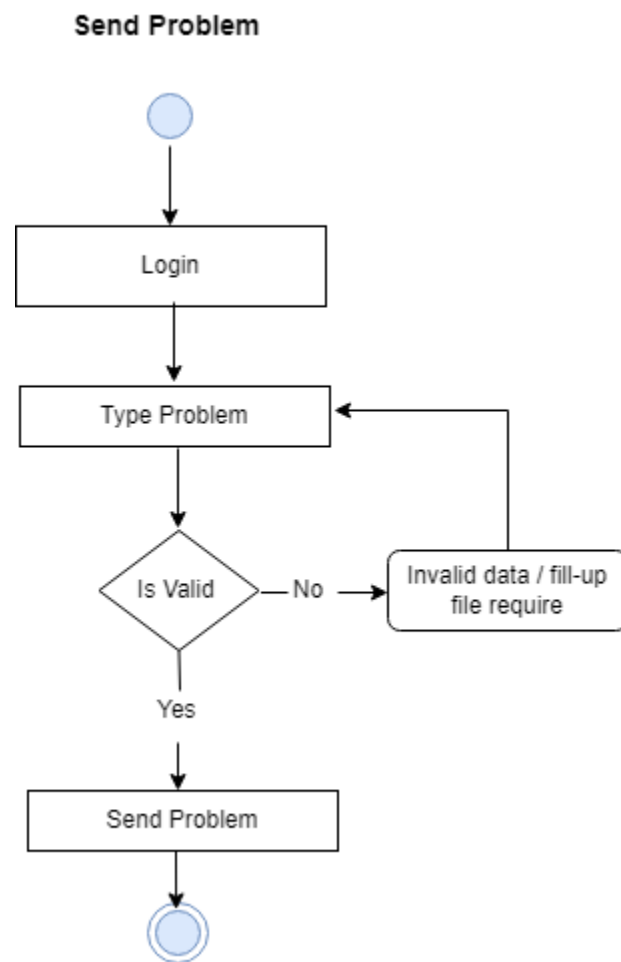 Send Problem
Login
Type Problem
Is Valid
No
Invalid data / fill-up
file require
Yes
Send Problem